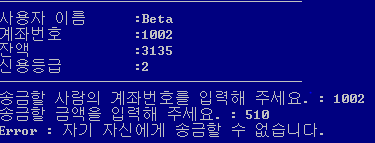 사용자 이름 :Beta
계좌번호 :1002
잔액 :3135
신용등급 :2
송금할 사람의 계좌번호를 입력해 주세요. : 1002
송금할 금액을 입력해 주세요. : 510
Error : 자기 자신에게 송금할 수 없습니다.